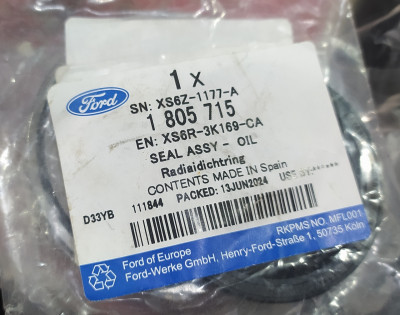 Ford
1 x
SN: XS6Z-1177-A
1 805 715
EN: XS6R-3K169-CA
SEAL ASSY - OIL
Radialdichtring
CONTENTS MADE IN Spain
D33YB 111844 PACKED: 13JUN2024
RKPMS NO. MFL001
Ford of Europe
Ford-Werke GmbH, Henry-Ford-Straße 1, 50735 Köln